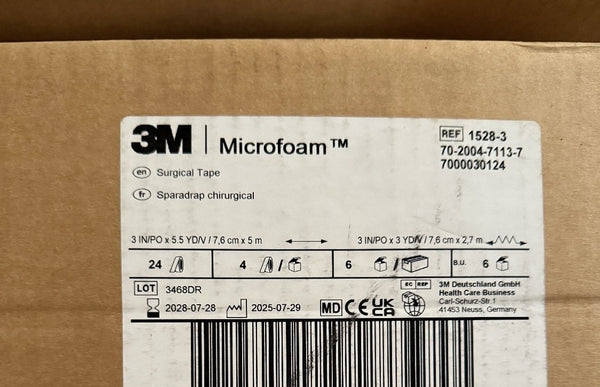 3M Microfoam™
REF 1528-3
70-2004-7113-7
7000030124
en Surgical Tape
fr Sparadrap chirurgical
3 IN/PO x 5.5 YD/V / 7,6 cm x 5 m 3 IN/PO x 3 YD/V / 7,6 cm x 2,7 m
24 4 / 6 / B.U. 6
LOT 3468DR
2028-07-28 2025-07-29 MD CE UK CA
EC REP 3M Deutschland GmbH
Health Care Business
Carl-Schurz-Str.1
41453 Neuss, Germany